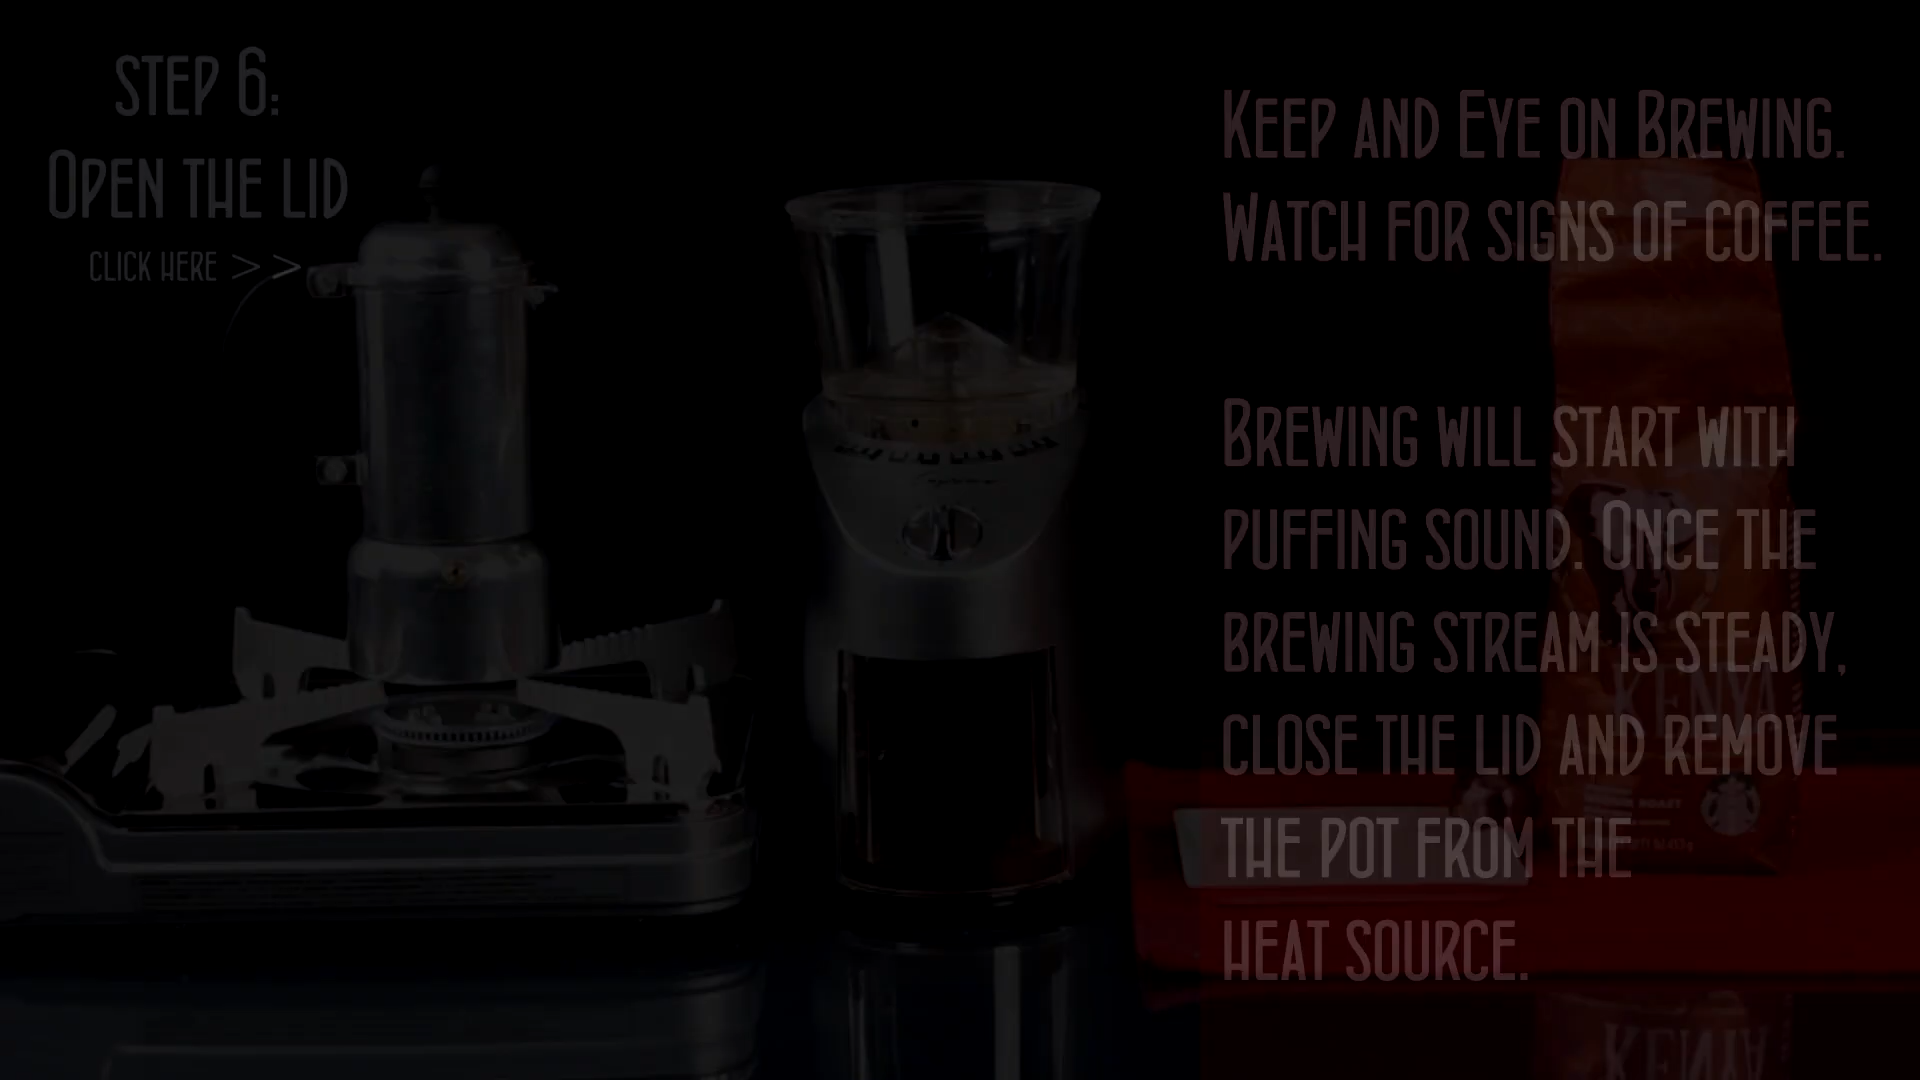 STEP 6:
OPEN THE LID
CLICK HERE >>
KEEP AND EYE ON BREWING.
WATCH FOR SIGNS OF COFFEE.
BREWING WILL START WITH
PUFFING SOUND. ONCE THE
BREWING STREAM IS STEADY,
CLOSE THE LID AND REMOVE
THE POT FROM THE
HEAT SOURCE.
KENYA
KENYA